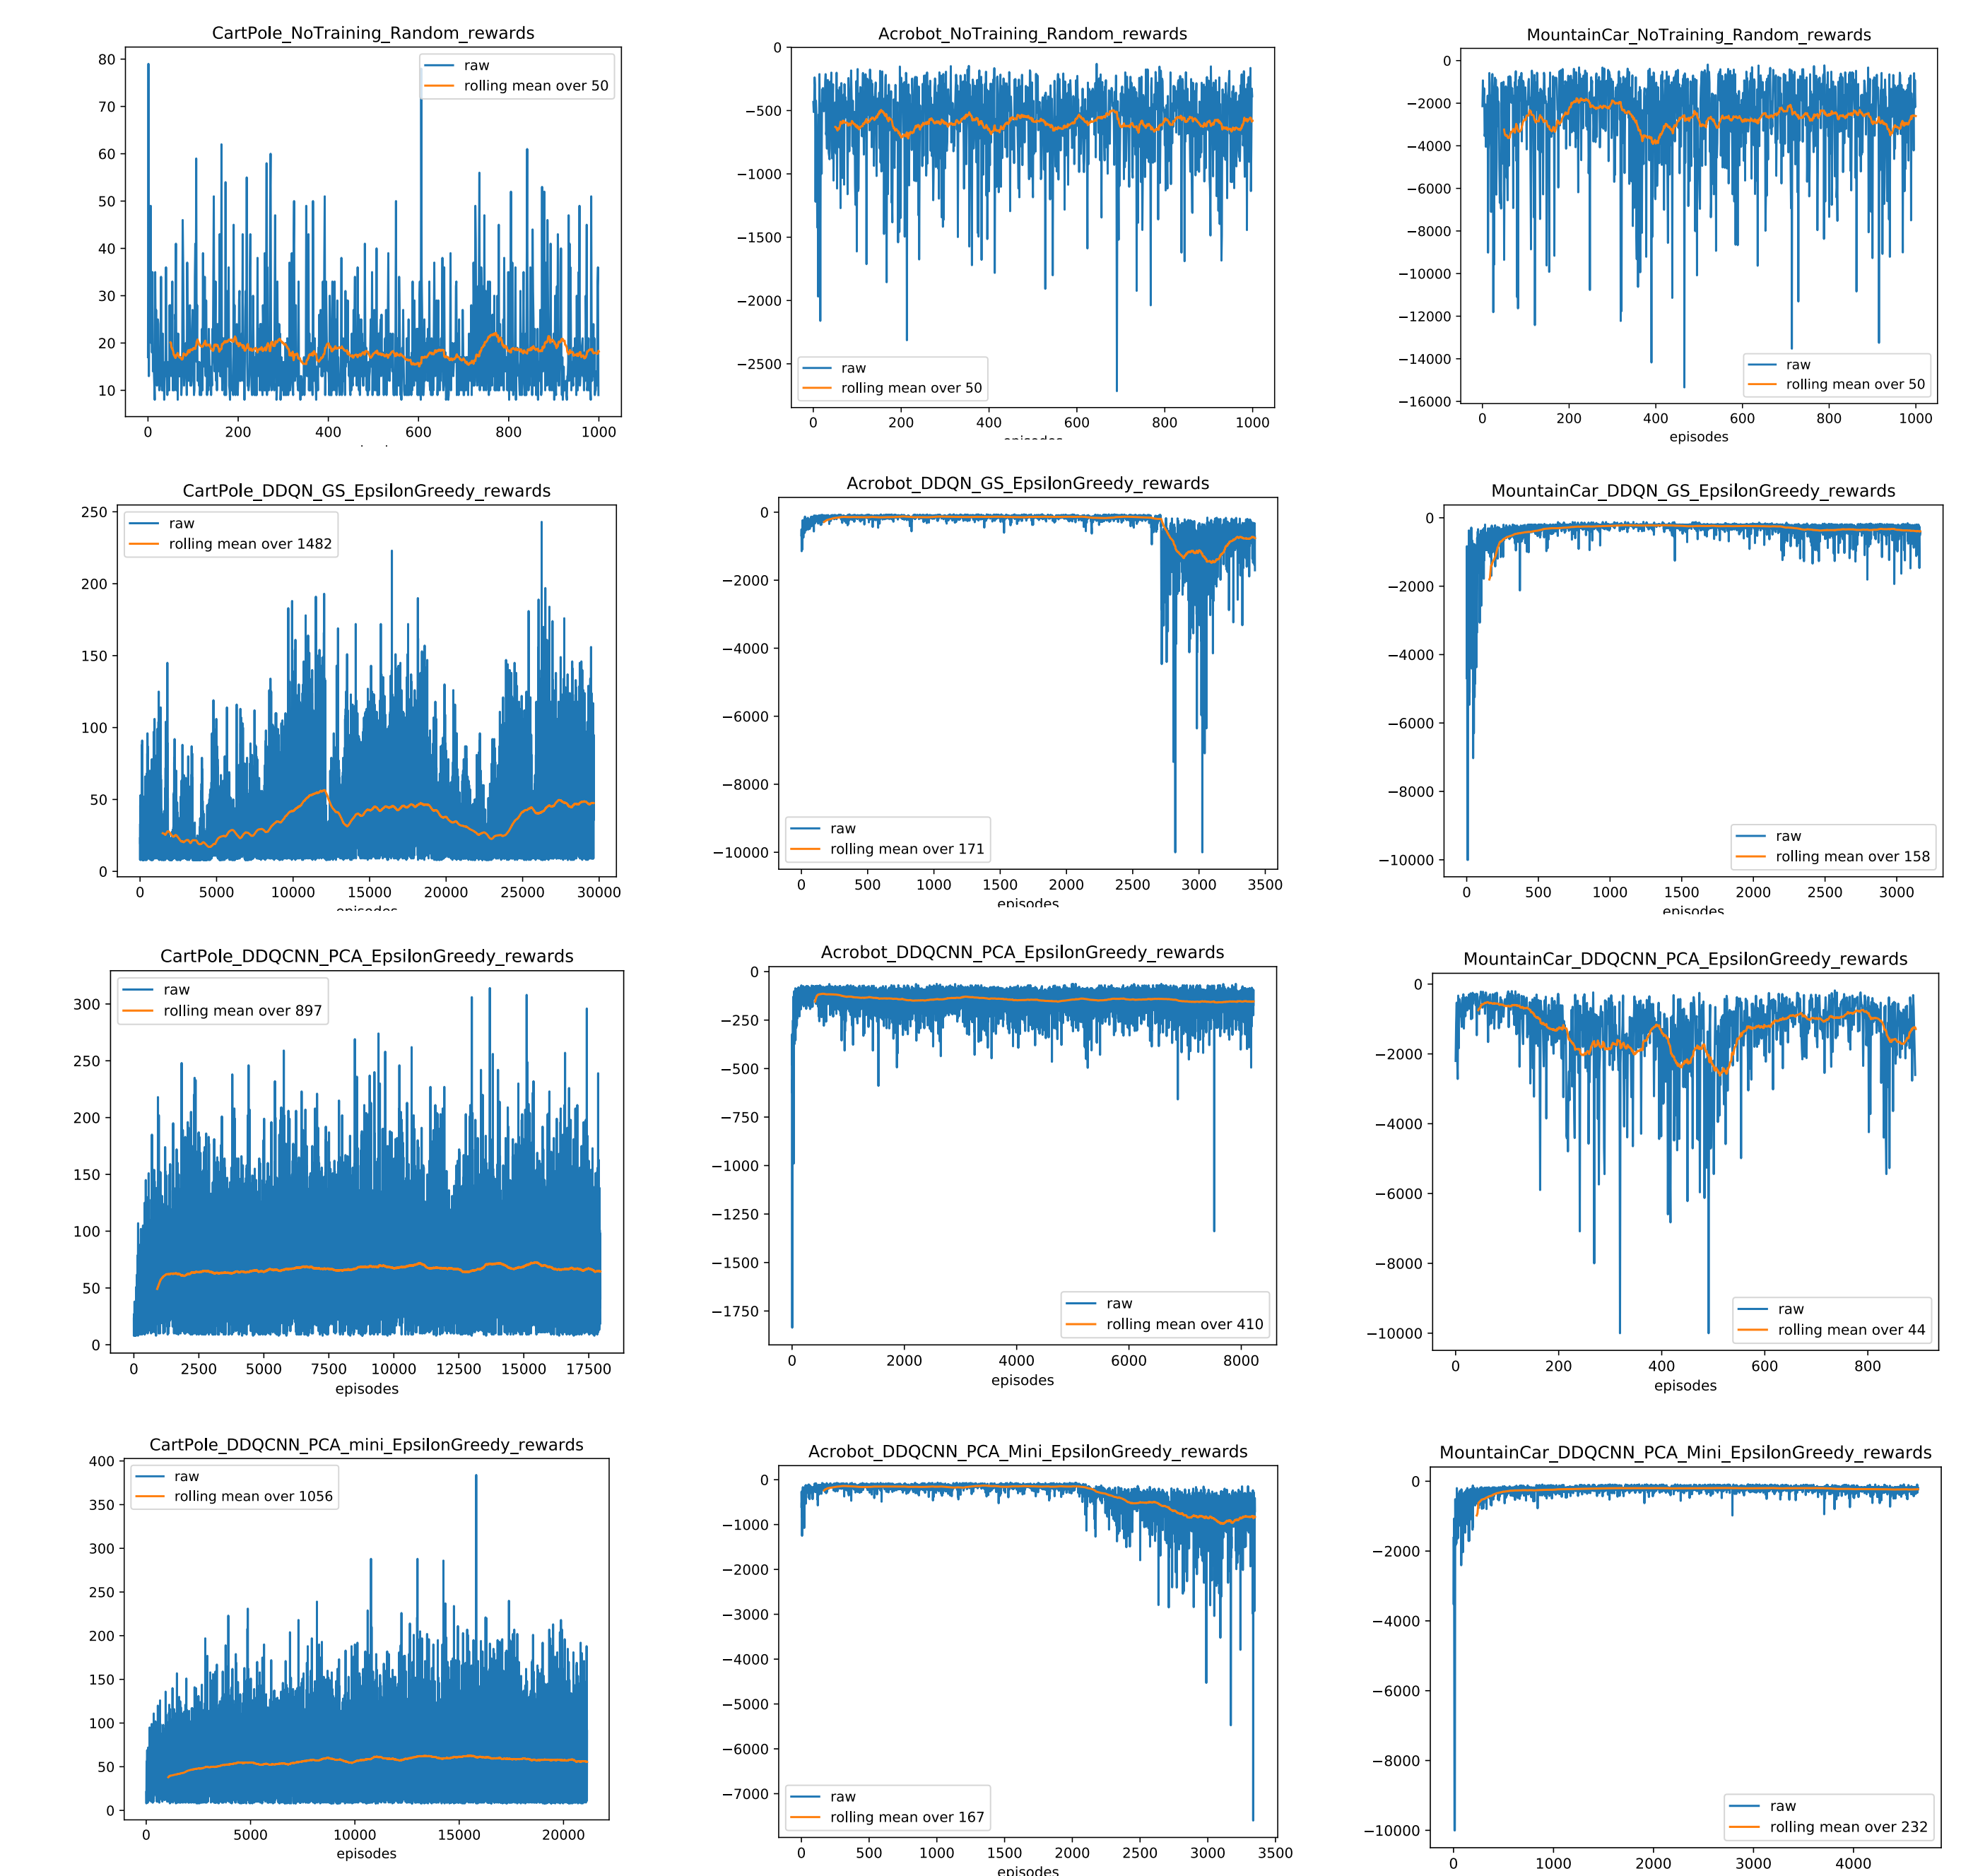 CartPole_NoTraining_Random_rewards
80
70
60
50
40
30
20
10
raw
rolling mean over 50
0 200 400 600 800 1000
Acrobot_NoTraining_Random_rewards
0
−500
−1000
−1500
−2000
−2500
raw
rolling mean over 50
0 200 400 600 800 1000
episodes
MountainCar_NoTraining_Random_rewards
0
−2000
−4000
−6000
−8000
−10000
−12000
−14000
−16000
raw
rolling mean over 50
0 200 400 600 800 1000
episodes
CartPole_DDQN_GS_EpsilonGreedy_rewards
250
200
150
100
50
0
raw
rolling mean over 1482
0 5000 10000 15000 20000 25000 30000
episodes
Acrobot_DDQN_GS_EpsilonGreedy_rewards
0
−2000
−4000
−6000
−8000
−10000
raw
rolling mean over 171
0 500 1000 1500 2000 2500 3000 3500
episodes
MountainCar_DDQN_GS_EpsilonGreedy_rewards
0
−2000
−4000
−6000
−8000
−10000
raw
rolling mean over 158
0 500 1000 1500 2000 2500 3000
episodes
CartPole_DDQCNN_PCA_EpsilonGreedy_rewards
300
250
200
150
100
50
0
raw
rolling mean over 897
0 2500 5000 7500 10000 12500 15000 17500
episodes
Acrobot_DDQCNN_PCA_EpsilonGreedy_rewards
0
−250
−500
−750
−1000
−1250
−1500
−1750
raw
rolling mean over 410
0 2000 4000 6000 8000
episodes
MountainCar_DDQCNN_PCA_EpsilonGreedy_rewards
0
−2000
−4000
−6000
−8000
−10000
raw
rolling mean over 44
0 200 400 600 800
episodes
CartPole_DDQCNN_PCA_mini_EpsilonGreedy_rewards
400
350
300
250
200
150
100
50
0
raw
rolling mean over 1056
0 5000 10000 15000 20000
episodes
Acrobot_DDQCNN_PCA_Mini_EpsilonGreedy_rewards
0
−1000
−2000
−3000
−4000
−5000
−6000
−7000
raw
rolling mean over 167
0 500 1000 1500 2000 2500 3000 3500
episodes
MountainCar_DDQCNN_PCA_Mini_EpsilonGreedy_rewards
0
−2000
−4000
−6000
−8000
−10000
raw
rolling mean over 232
0 1000 2000 3000 4000